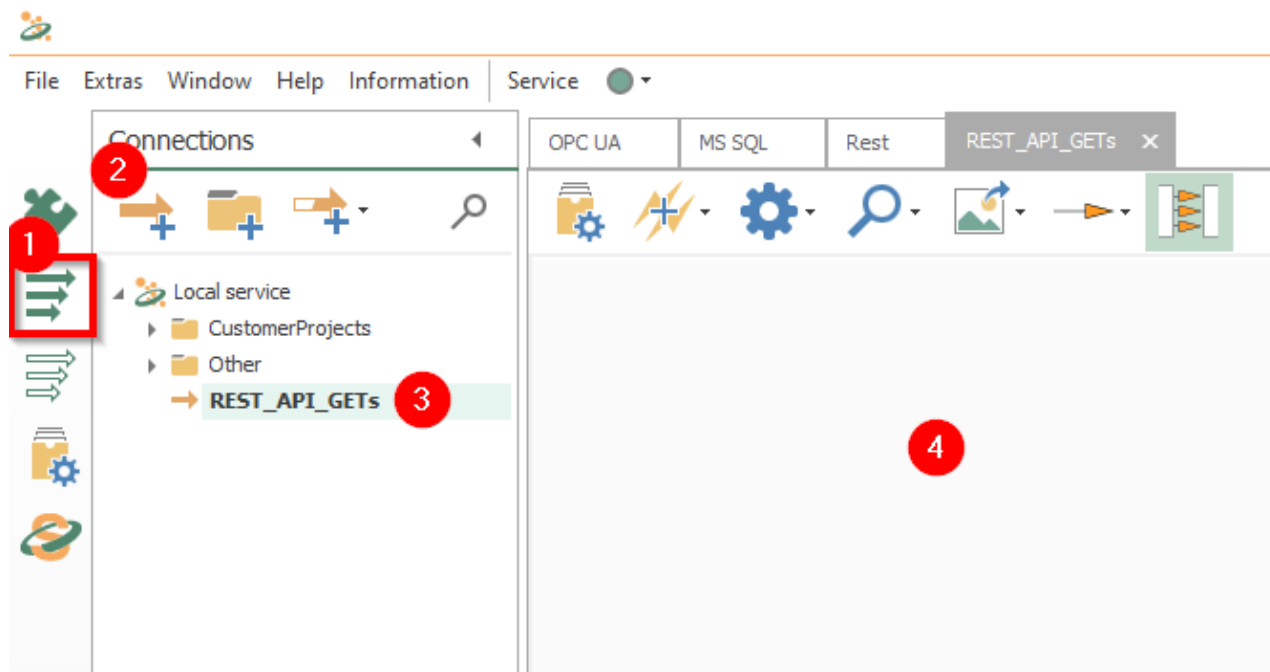 File Extras Window Help Information Service
Connections
OPC UA MS SQL Rest REST_API_GETs
2
1
Local service
CustomerProjects
Other
REST_API_GETs 3
4